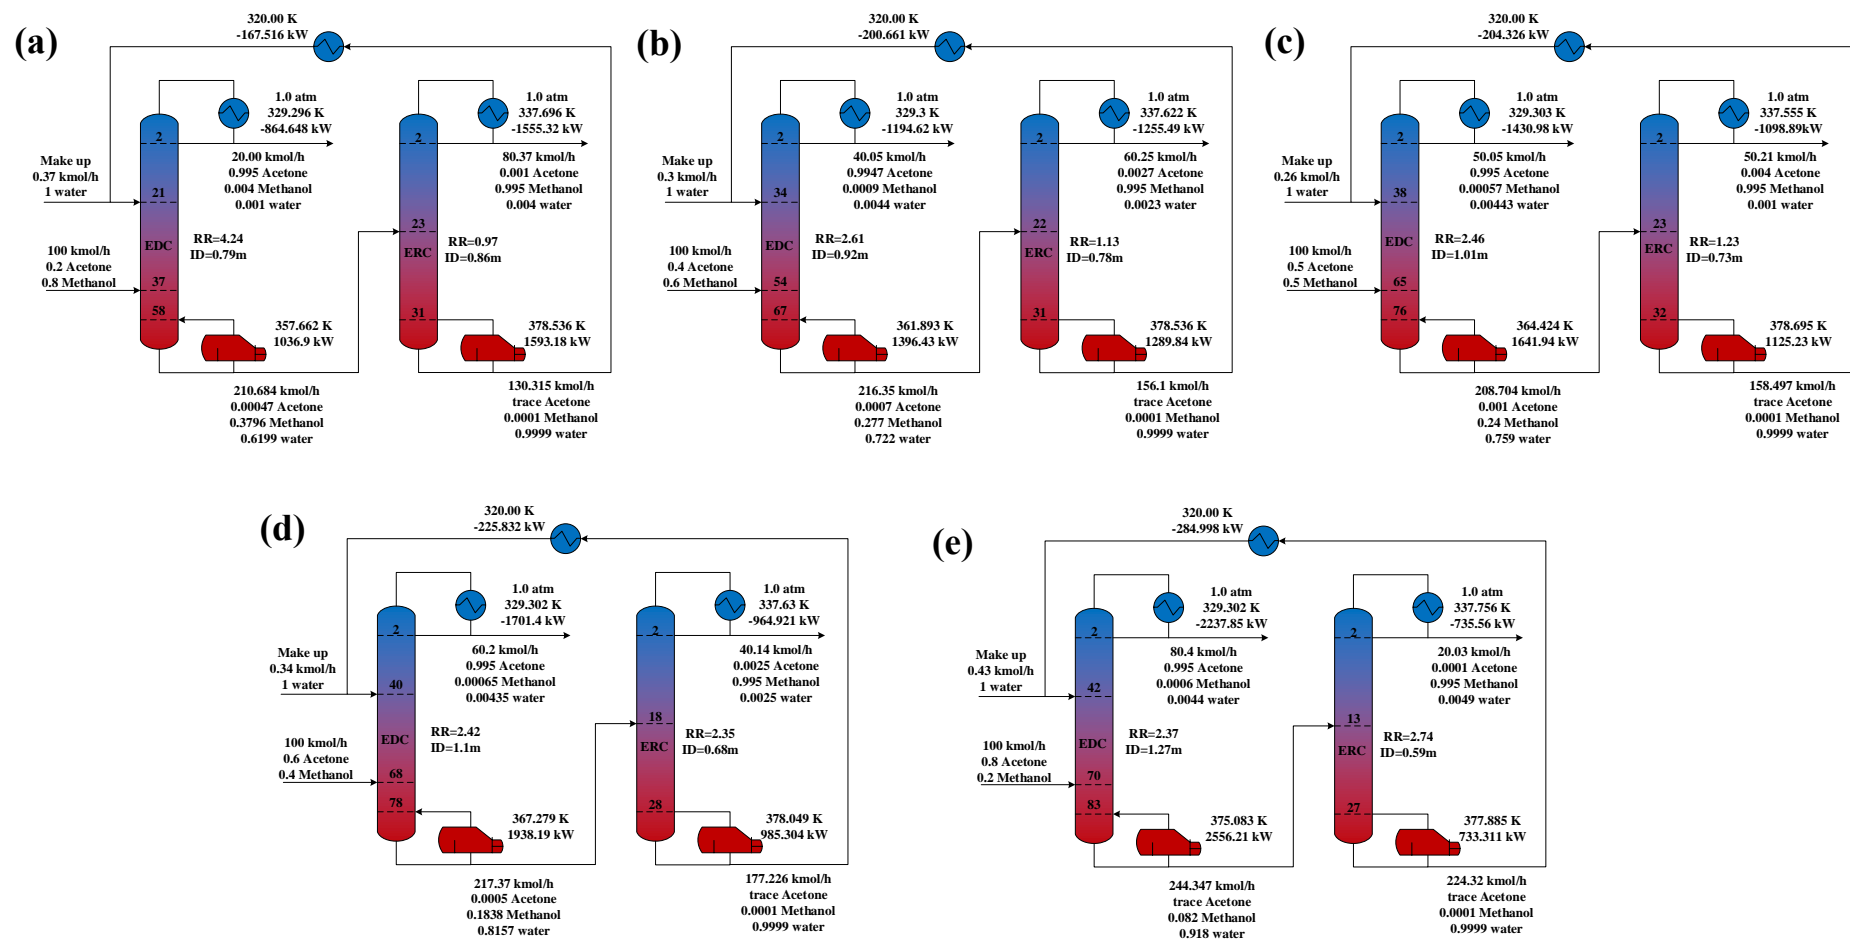 (a)
320.00 K
-167.516 kW
1.0 atm
329.296 K
-864.648 kW
1.0 atm
337.696 K
-1555.32 kW
2
2
Make up
0.37 kmol/h
1 water
20.00 kmol/h
0.995 Acetone
0.004 Methanol
0.001 water
80.37 kmol/h
0.001 Acetone
0.995 Methanol
0.004 water
21
23
EDC
RR=4.24
ID=0.79m
ERC
RR=0.97
ID=0.86m
100 kmol/h
0.2 Acetone
0.8 Methanol
37
58
31
357.662 K
1036.9 kW
378.536 K
1593.18 kW
210.684 kmol/h
0.00047 Acetone
0.3796 Methanol
0.6199 water
130.315 kmol/h
trace Acetone
0.0001 Methanol
0.9999 water
(b)
320.00 K
-200.661 kW
1.0 atm
329.3 K
-1194.62 kW
1.0 atm
337.622 K
-1255.49 kW
2
2
Make up
0.3 kmol/h
1 water
40.05 kmol/h
0.9947 Acetone
0.0009 Methanol
0.0044 water
60.25 kmol/h
0.0027 Acetone
0.995 Methanol
0.0023 water
34
22
EDC
RR=2.61
ID=0.92m
ERC
RR=1.13
ID=0.78m
100 kmol/h
0.4 Acetone
0.6 Methanol
54
67
31
361.893 K
1396.43 kW
378.536 K
1289.84 kW
216.35 kmol/h
0.0007 Acetone
0.277 Methanol
0.722 water
156.1 kmol/h
trace Acetone
0.0001 Methanol
0.9999 water
(c)
320.00 K
-204.326 kW
1.0 atm
329.303 K
-1430.98 kW
1.0 atm
337.555 K
-1098.89kW
2
2
Make up
0.26 kmol/h
1 water
50.05 kmol/h
0.995 Acetone
0.00057 Methanol
0.00443 water
50.21 kmol/h
0.004 Acetone
0.995 Methanol
0.001 water
38
23
EDC
RR=2.46
ID=1.01m
ERC
RR=1.23
ID=0.73m
100 kmol/h
0.5 Acetone
0.5 Methanol
65
76
32
364.424 K
1641.94 kW
378.695 K
1125.23 kW
208.704 kmol/h
0.001 Acetone
0.24 Methanol
0.759 water
158.497 kmol/h
trace Acetone
0.0001 Methanol
0.9999 water
(d)
320.00 K
-225.832 kW
1.0 atm
329.302 K
-1701.4 kW
1.0 atm
337.63 K
-964.921 kW
2
2
Make up
0.34 kmol/h
1 water
60.2 kmol/h
0.995 Acetone
0.00065 Methanol
0.00435 water
40.14 kmol/h
0.0025 Acetone
0.995 Methanol
0.0025 water
40
18
EDC
RR=2.42
ID=1.1m
ERC
RR=2.35
ID=0.68m
100 kmol/h
0.6 Acetone
0.4 Methanol
68
78
28
367.279 K
1938.19 kW
378.049 K
985.304 kW
217.37 kmol/h
0.0005 Acetone
0.1838 Methanol
0.8157 water
177.226 kmol/h
trace Acetone
0.0001 Methanol
0.9999 water
(e)
320.00 K
-284.998 kW
1.0 atm
329.302 K
-2237.85 kW
1.0 atm
337.756 K
-735.56 kW
2
2
Make up
0.43 kmol/h
1 water
80.4 kmol/h
0.995 Acetone
0.0006 Methanol
0.0044 water
20.03 kmol/h
0.0001 Acetone
0.995 Methanol
0.0049 water
42
13
EDC
RR=2.37
ID=1.27m
ERC
RR=2.74
ID=0.59m
100 kmol/h
0.8 Acetone
0.2 Methanol
70
83
27
375.083 K
2556.21 kW
377.885 K
733.311 kW
244.347 kmol/h
trace Acetone
0.082 Methanol
0.918 water
224.32 kmol/h
trace Acetone
0.0001 Methanol
0.9999 water